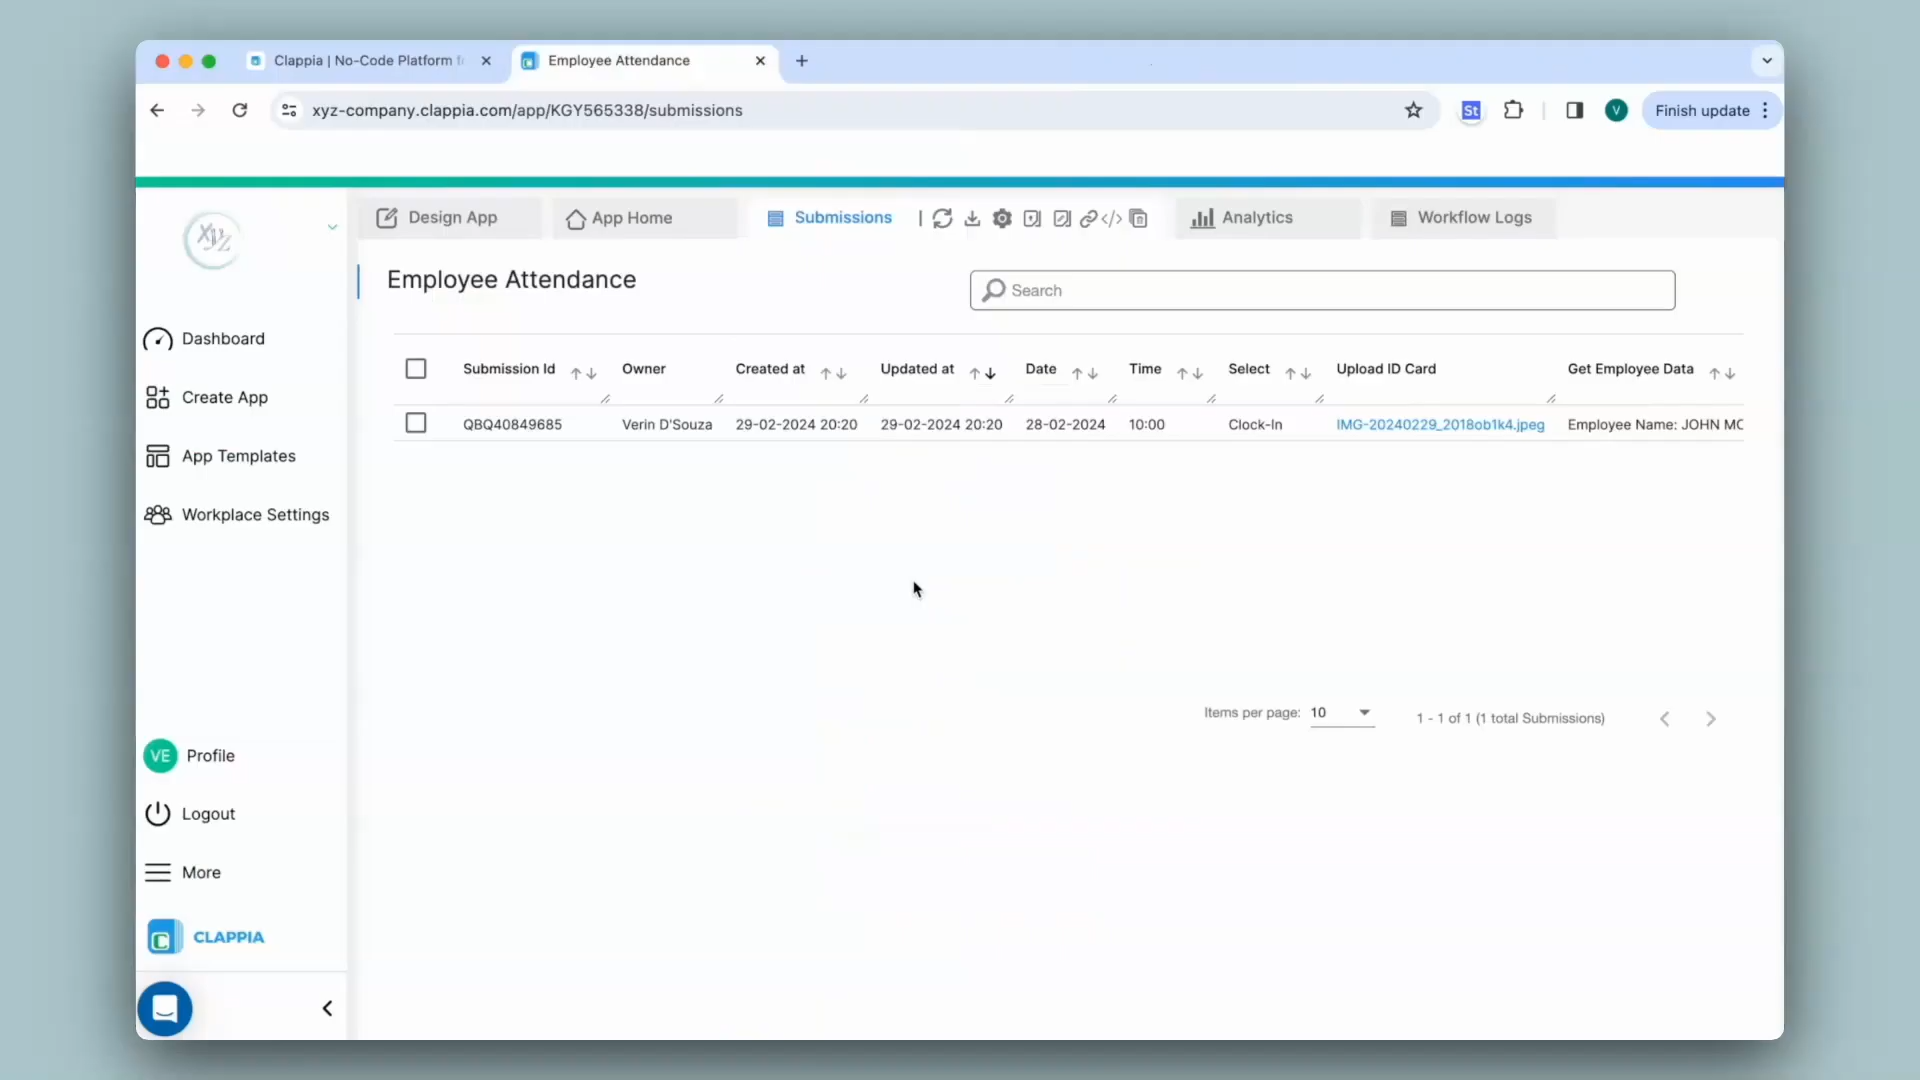 Clappia | No-Code Platform f
Employee Attendance
xyz-company.clappia.com/app/KGY565338/submissions
St
V
Finish update
XYZ
Design App
App Home
Submissions
Analytics
Workflow Logs
Employee Attendance
Search
Dashboard
Create App
App Templates
Workplace Settings
Submission Id
Owner
Created at
Updated at
Date
Time
Select
Upload ID Card
Get Employee Data
QBQ40849685
Verin D'Souza
29-02-2024 20:20
29-02-2024 20:20
28-02-2024
10:00
Clock-In
IMG-20240229_2018ob1k4.jpeg
Employee Name: JOHN MC
Items per page: 10
1 - 1 of 1 (1 total Submissions)
VE
Profile
Logout
More
CLAPPIA